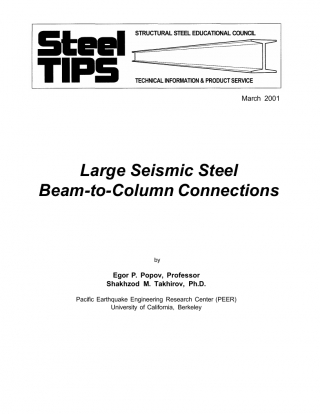 Steel
TIPS
STRUCTURAL STEEL EDUCATIONAL COUNCIL
TECHNICAL INFORMATION & PRODUCT SERVICE
March 2001
Large Seismic Steel
Beam-to-Column Connections
by
Egor P. Popov, Professor
Shakhzod M. Takhirov, Ph.D.
Pacific Earthquake Engineering Research Center (PEER)
University of California, Berkeley